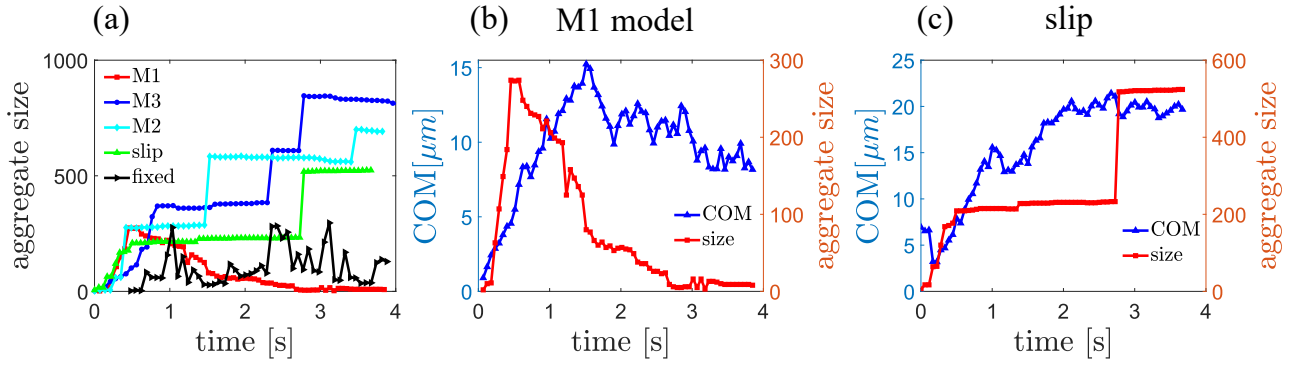 (a)
1000
500
0
aggregate size
M1
M3
M2
slip
fixed
0
1
2
3
4
time [s]
(b)
M1 model
15
10
5
0
COM[μm]
300
200
100
0
aggregate size
COM
size
0
1
2
3
4
time [s]
(c)
slip
25
20
15
10
5
0
COM[μm]
600
400
200
0
aggregate size
COM
size
0
1
2
3
4
time [s]